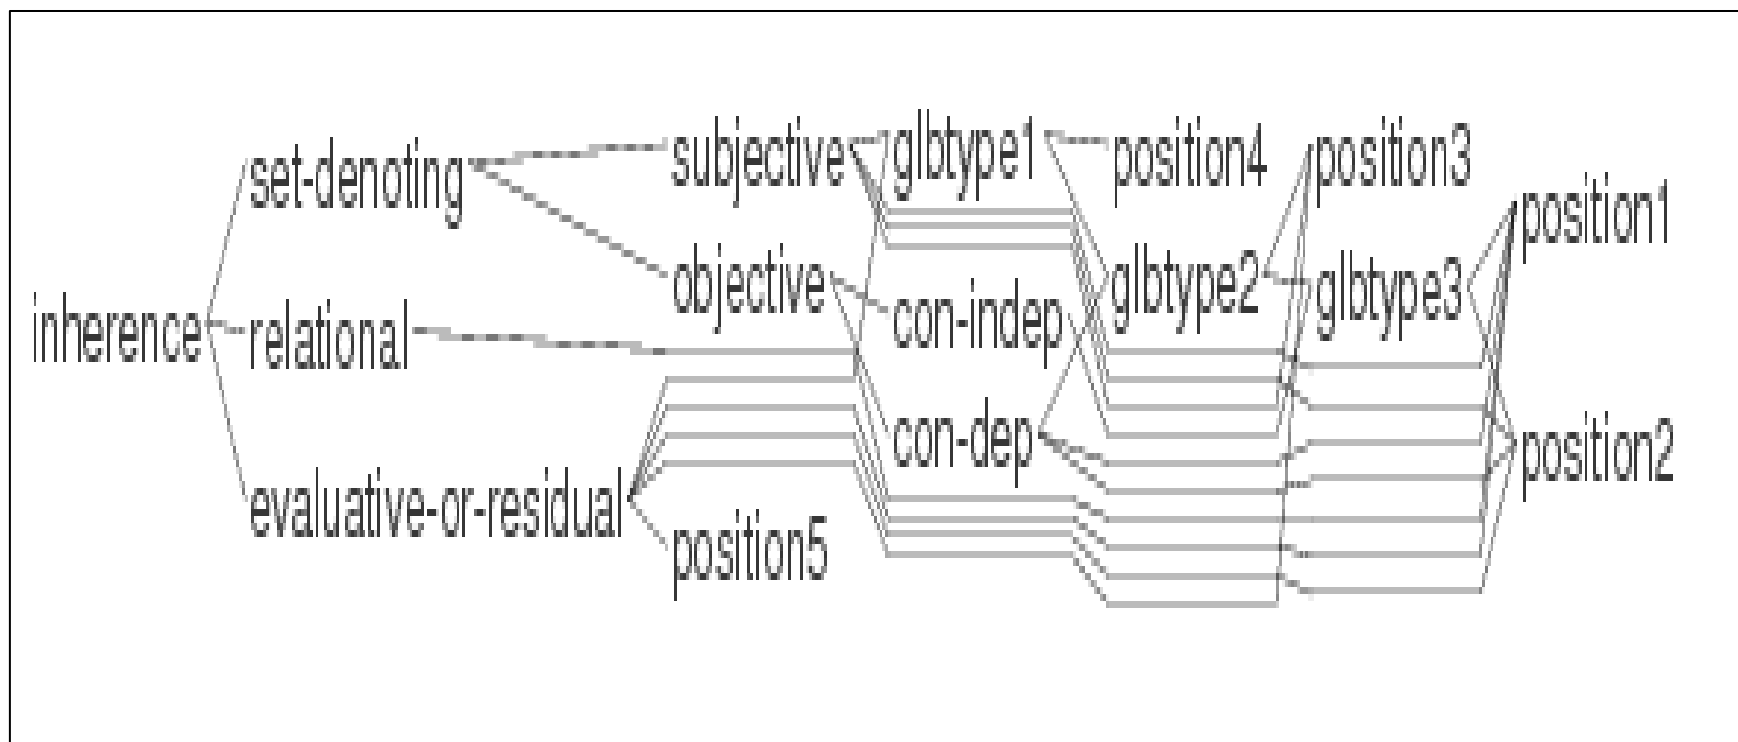 inherence
set-denoting
relational
evaluative-or-residual
subjective
objective
position5
glbtype1
con-indep
con-dep
position4
glbtype2
position3
glbtype3
position1
position2